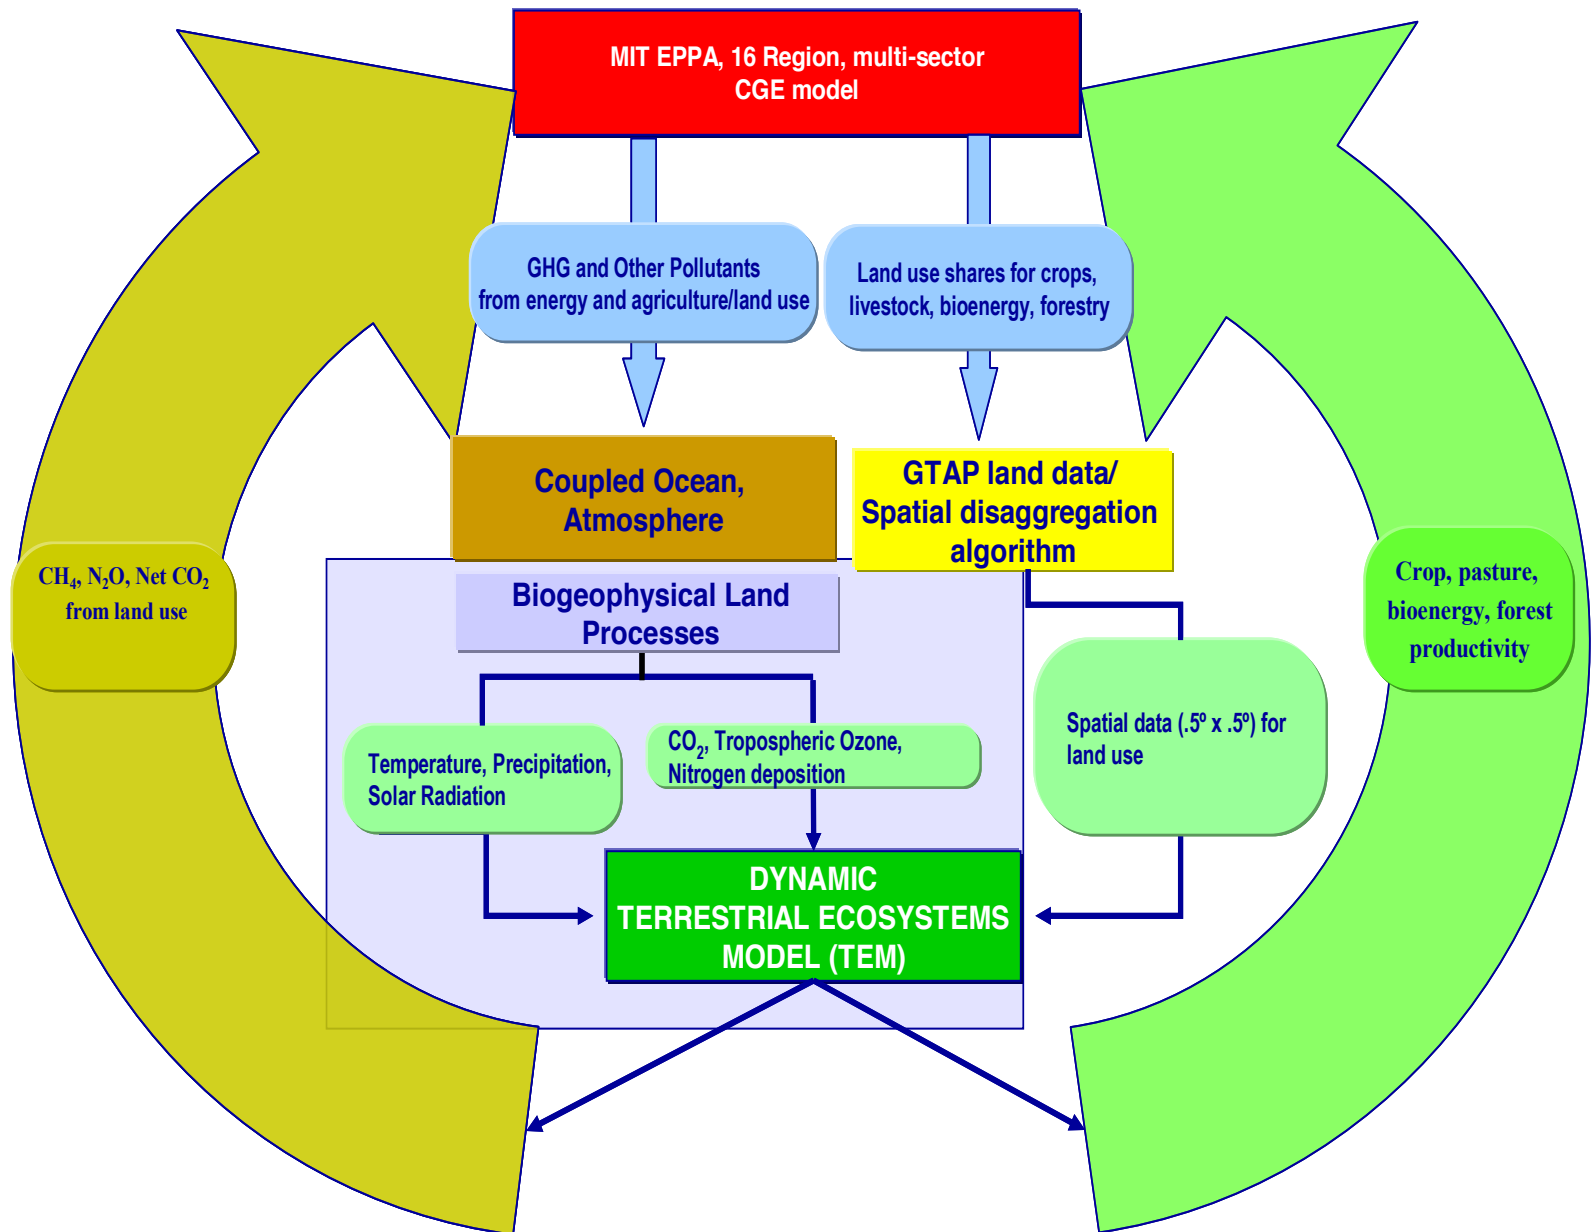 MIT EPPA, 16 Region, multi-sector
CGE model
GHG and Other Pollutants
from energy and agriculture/land use
Land use shares for crops,
livestock, bioenergy, forestry
Coupled Ocean,
Atmosphere
GTAP land data/
Spatial disaggregation
algorithm
CH₄, N₂O, Net CO₂
from land use
Biogeophysical Land
Processes
Crop, pasture,
bioenergy, forest
productivity
Temperature, Precipitation,
Solar Radiation
CO₂, Tropospheric Ozone,
Nitrogen deposition
Spatial data (.5º x .5º) for
land use
DYNAMIC
TERRESTRIAL ECOSYSTEMS
MODEL (TEM)